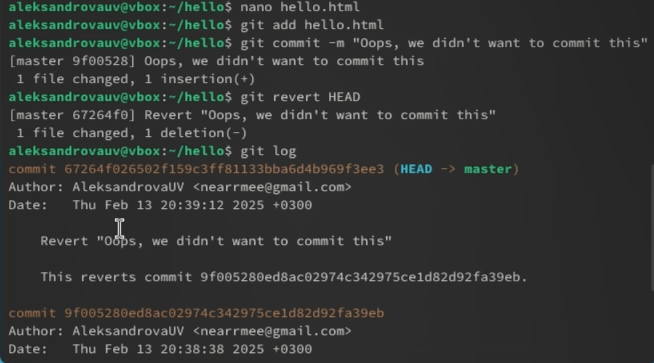 aleksandrovauv@vbox:~/hello$ nano hello.html
aleksandrovauv@vbox:~/hello$ git add hello.html
aleksandrovauv@vbox:~/hello$ git commit -m "Oops, we didn't want to commit this"
[master 9f00528] Oops, we didn't want to commit this
 1 file changed, 1 insertion(+)
aleksandrovauv@vbox:~/hello$ git revert HEAD
[master 67264f0] Revert "Oops, we didn't want to commit this"
 1 file changed, 1 deletion(-)
aleksandrovauv@vbox:~/hello$ git log
commit 67264f026502f159c3ff81133bba6d4b969f3ee3 (HEAD -> master)
Author: AleksandrovaUV <nearrmee@gmail.com>
Date:   Thu Feb 13 20:39:12 2025 +0300
    Revert "Oops, we didn't want to commit this"
    This reverts commit 9f005280ed8ac02974c342975ce1d82d92fa39eb.
commit 9f005280ed8ac02974c342975ce1d82d92fa39eb
Author: AleksandrovaUV <nearrmee@gmail.com>
Date:   Thu Feb 13 20:38:38 2025 +0300